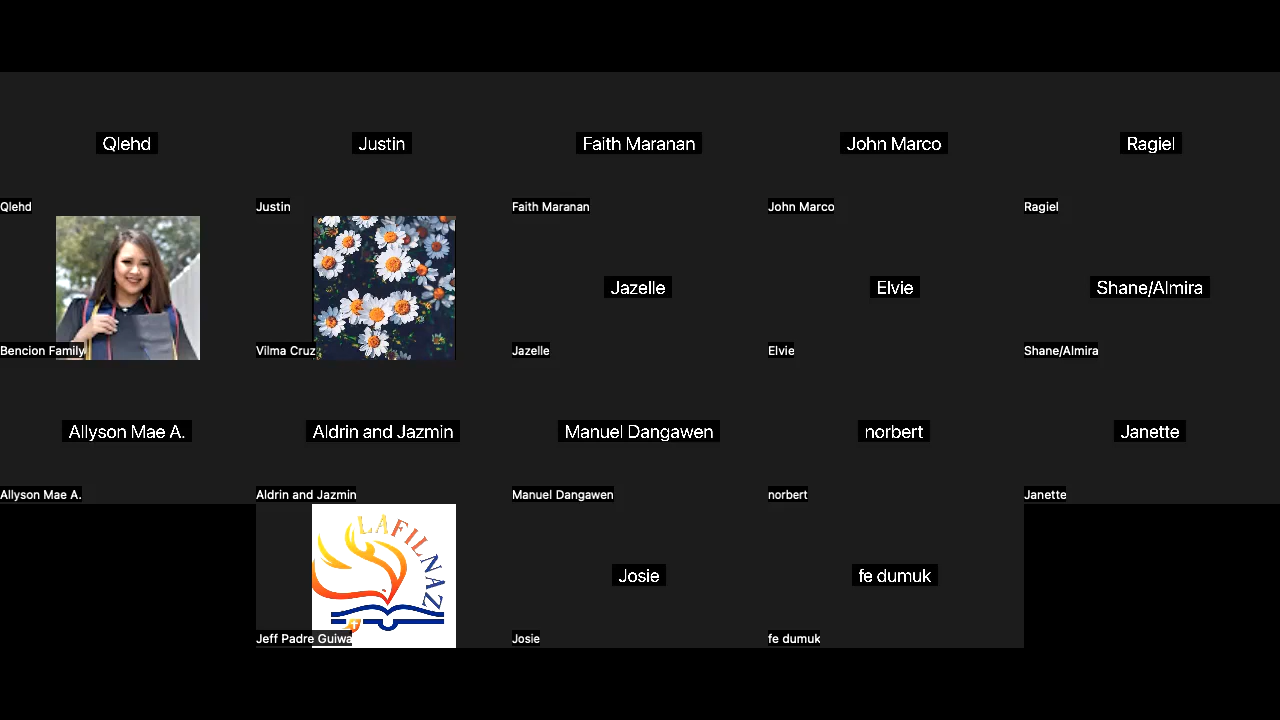 Qlehd
Justin
Faith Maranan
John Marco
Ragiel
Qlehd
Justin
Faith Maranan
John Marco
Ragiel
Jazelle
Elvie
Shane/Almira
Bencion Family
Vilma Cruz
Jazelle
Elvie
Shane/Almira
Allyson Mae A.
Aldrin and Jazmin
Manuel Dangawen
norbert
Janette
Allyson Mae A.
Aldrin and Jazmin
Manuel Dangawen
norbert
Janette
LAFILNAZ
Josie
fe dumuk
Jeff Padre Guiwa
Josie
fe dumuk